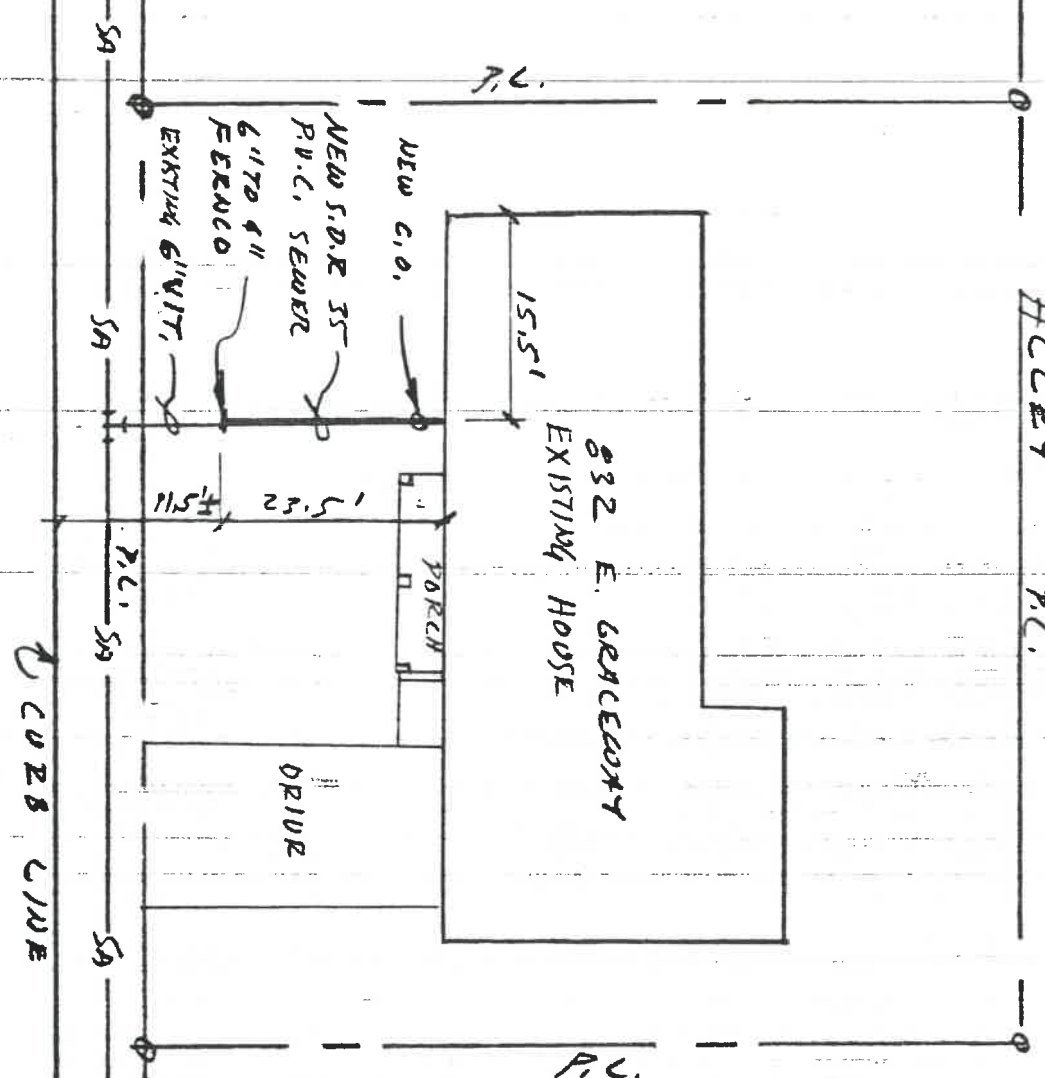 ALLEY
P.L.
P.L.
832 E. GRACEWAY
EXISTING HOUSE
15.5'
NEW C.O.
NEW S.D.R 35
P.V.C. SEWER
6" TO 4"
FERNCO
EXISTING 6" VIT.
PORCH
23.5'
11.5'±
DRIVE
P.L.
P.L.
SA
SA
SA
SA
CURB LINE